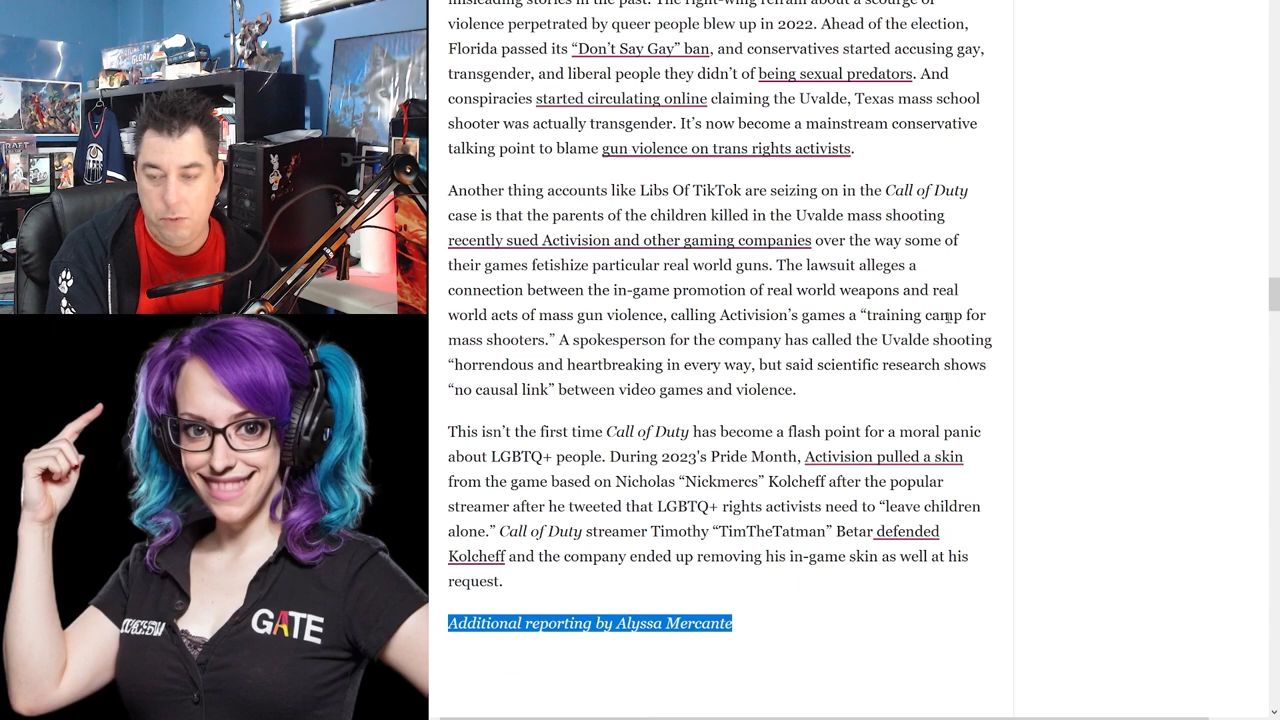 misleading stories in the past. The right-wing refrain about a scourge of
violence perpetrated by queer people blew up in 2022. Ahead of the election,
Florida passed its “Don’t Say Gay” ban, and conservatives started accusing gay,
transgender, and liberal people they didn’t of being sexual predators. And
conspiracies started circulating online claiming the Uvalde, Texas mass school
shooter was actually transgender. It’s now become a mainstream conservative
talking point to blame gun violence on trans rights activists.
Another thing accounts like Libs Of TikTok are seizing on in the Call of Duty
case is that the parents of the children killed in the Uvalde mass shooting
recently sued Activision and other gaming companies over the way some of
their games fetishize particular real world guns. The lawsuit alleges a
connection between the in-game promotion of real world weapons and real
world acts of mass gun violence, calling Activision’s games a “training camp for
mass shooters.” A spokesperson for the company has called the Uvalde shooting
“horrendous and heartbreaking in every way, but said scientific research shows
“no causal link” between video games and violence.
This isn’t the first time Call of Duty has become a flash point for a moral panic
about LGBTQ+ people. During 2023's Pride Month, Activision pulled a skin
from the game based on Nicholas “Nickmercs” Kolcheff after the popular
streamer after he tweeted that LGBTQ+ rights activists need to “leave children
alone.” Call of Duty streamer Timothy “TimTheTatman” Betar defended
Kolcheff and the company ended up removing his in-game skin as well at his
request.
Additional reporting by Alyssa Mercante
GATE